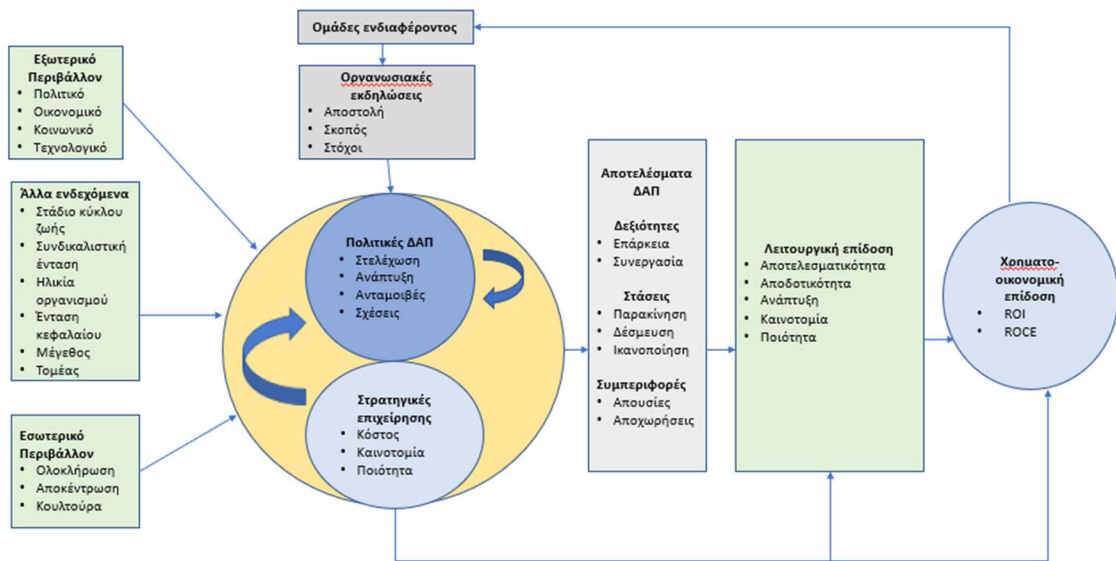 Ομάδες ενδιαφέροντος
Οργανωσιακές
εκδηλώσεις
• Αποστολή
• Σκοπός
• Στόχοι
Εξωτερικό
Περιβάλλον
• Πολιτικό
• Οικονομικό
• Κοινωνικό
• Τεχνολογικό
Άλλα ενδεχόμενα
• Στάδιο κύκλου
ζωής
• Συνδικαλιστική
ένταση
• Ηλικία
οργανισμού
• Ένταση
κεφαλαίου
• Μέγεθος
• Τομέας
Εσωτερικό
Περιβάλλον
• Ολοκλήρωση
• Αποκέντρωση
• Κουλτούρα
Πολιτικές ΔΑΠ
• Στελέχωση
• Ανάπτυξη
• Ανταμοιβές
• Σχέσεις
Στρατηγικές
επιχείρησης
• Κόστος
• Καινοτομία
• Ποιότητα
Αποτελέσματα
ΔΑΠ
Δεξιότητες
• Επάρκεια
• Συνεργασία
Στάσεις
• Παρακίνηση
• Δέσμευση
• Ικανοποίηση
Συμπεριφορές
• Απουσίες
• Αποχωρήσεις
Λειτουργική επίδοση
• Αποτελεσματικότητα
• Αποδοτικότητα
• Ανάπτυξη
• Καινοτομία
• Ποιότητα
Χρηματο-
οικονομική
επίδοση
• ROI
• ROCE